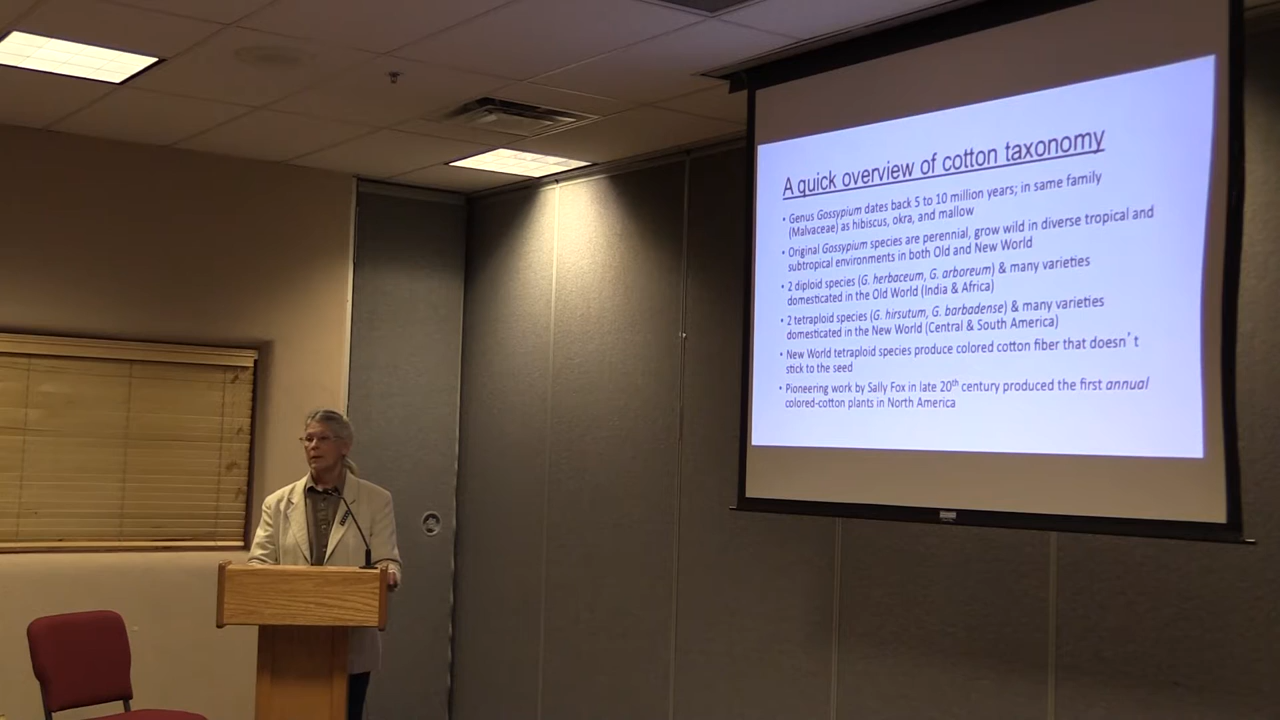 A quick overview of cotton taxonomy
• Genus Gossypium dates back 5 to 10 million years; in same family
(Malvaceae) as hibiscus, okra, and mallow
• Original Gossypium species are perennial, grow wild in diverse tropical and
subtropical environments in both Old and New World
• 2 diploid species (G. herbaceum, G. arboreum) & many varieties
domesticated in the Old World (India & Africa)
• 2 tetraploid species (G. hirsutum, G. barbadense) & many varieties
domesticated in the New World (Central & South America)
• New World tetraploid species produce colored cotton fiber that doesn't
stick to the seed
• Pioneering work by Sally Fox in late 20th century produced the first annual
colored-cotton plants in North America